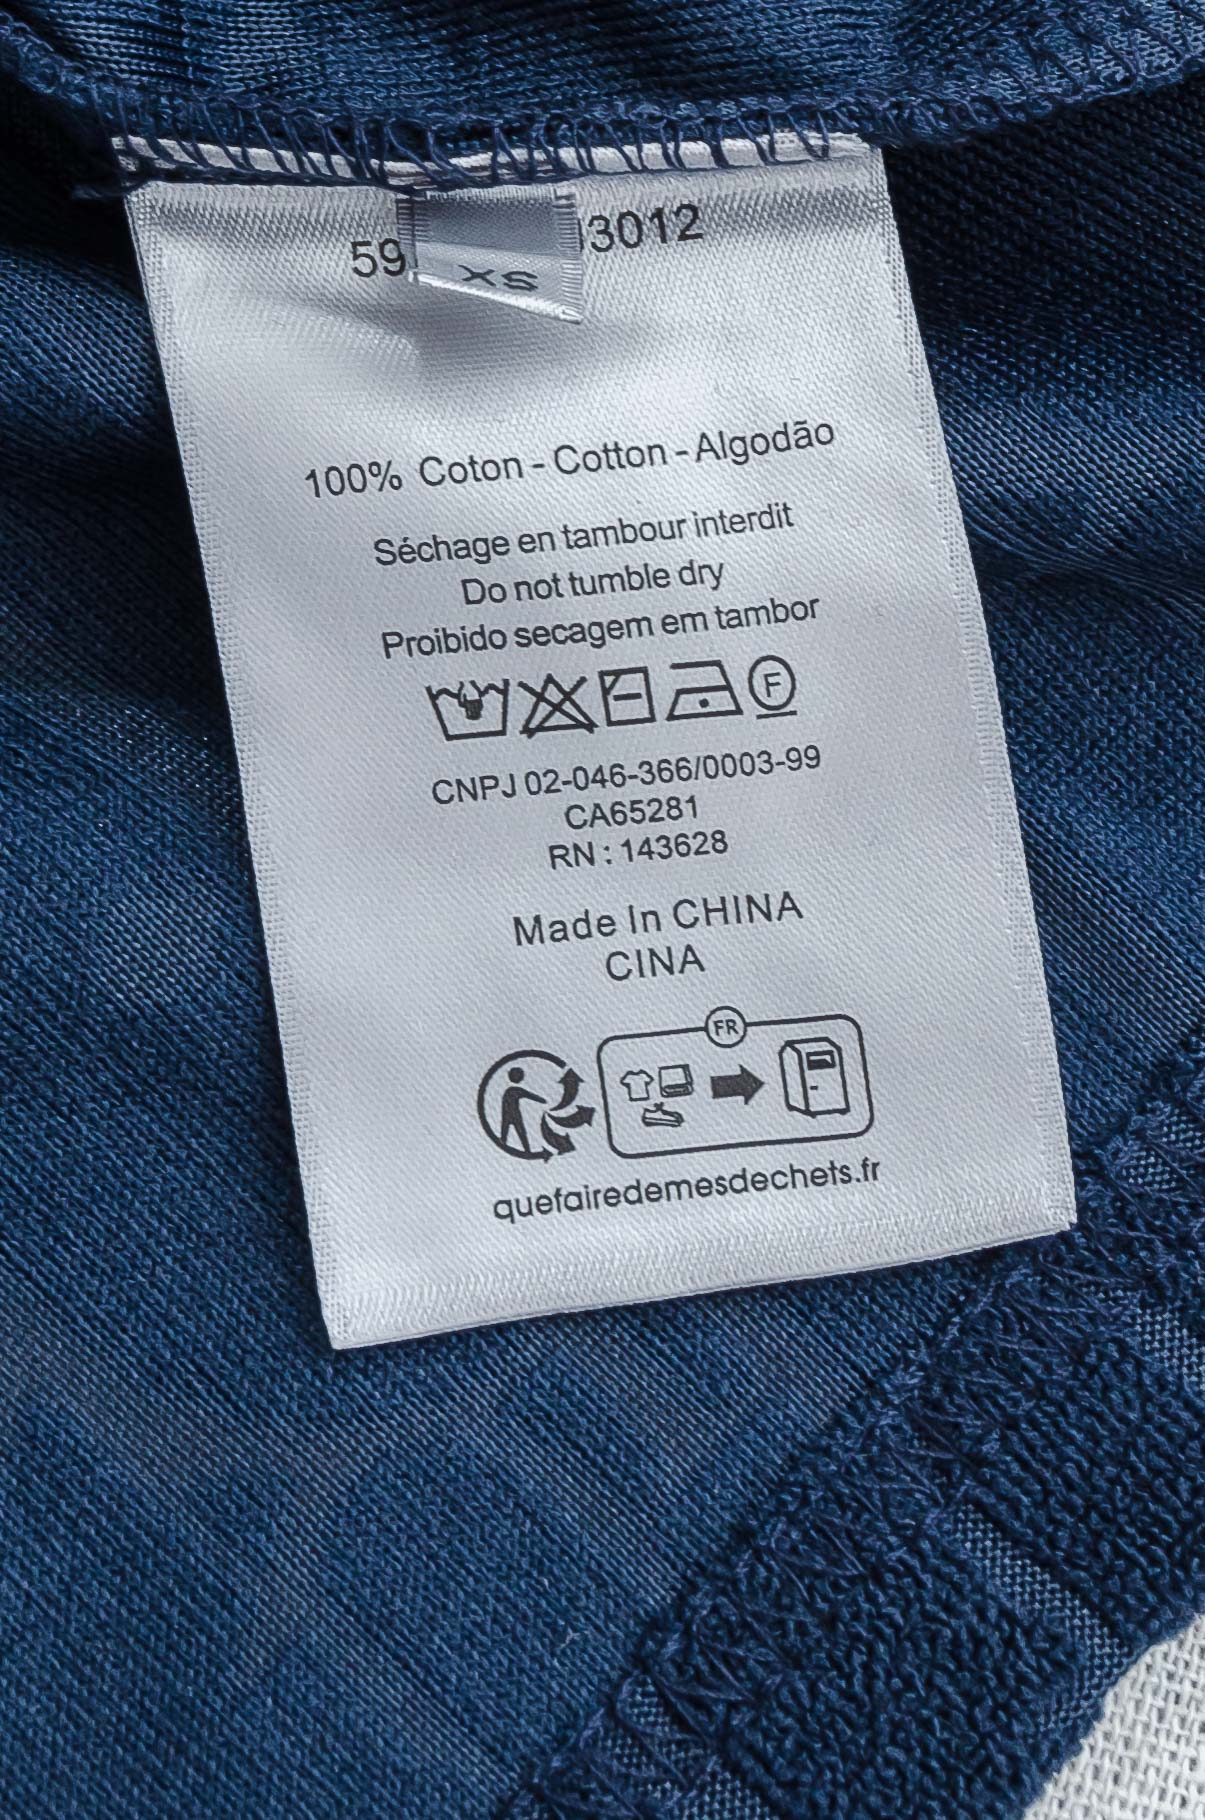 59 3012
XS
100% Coton - Cotton - Algodão
Séchage en tambour interdit
Do not tumble dry
Proibido secagem em tambor
F
CNPJ 02-046-366/0003-99
CA65281
RN : 143628
Made In CHINA
CINA
FR
quefairedemesdechets.fr